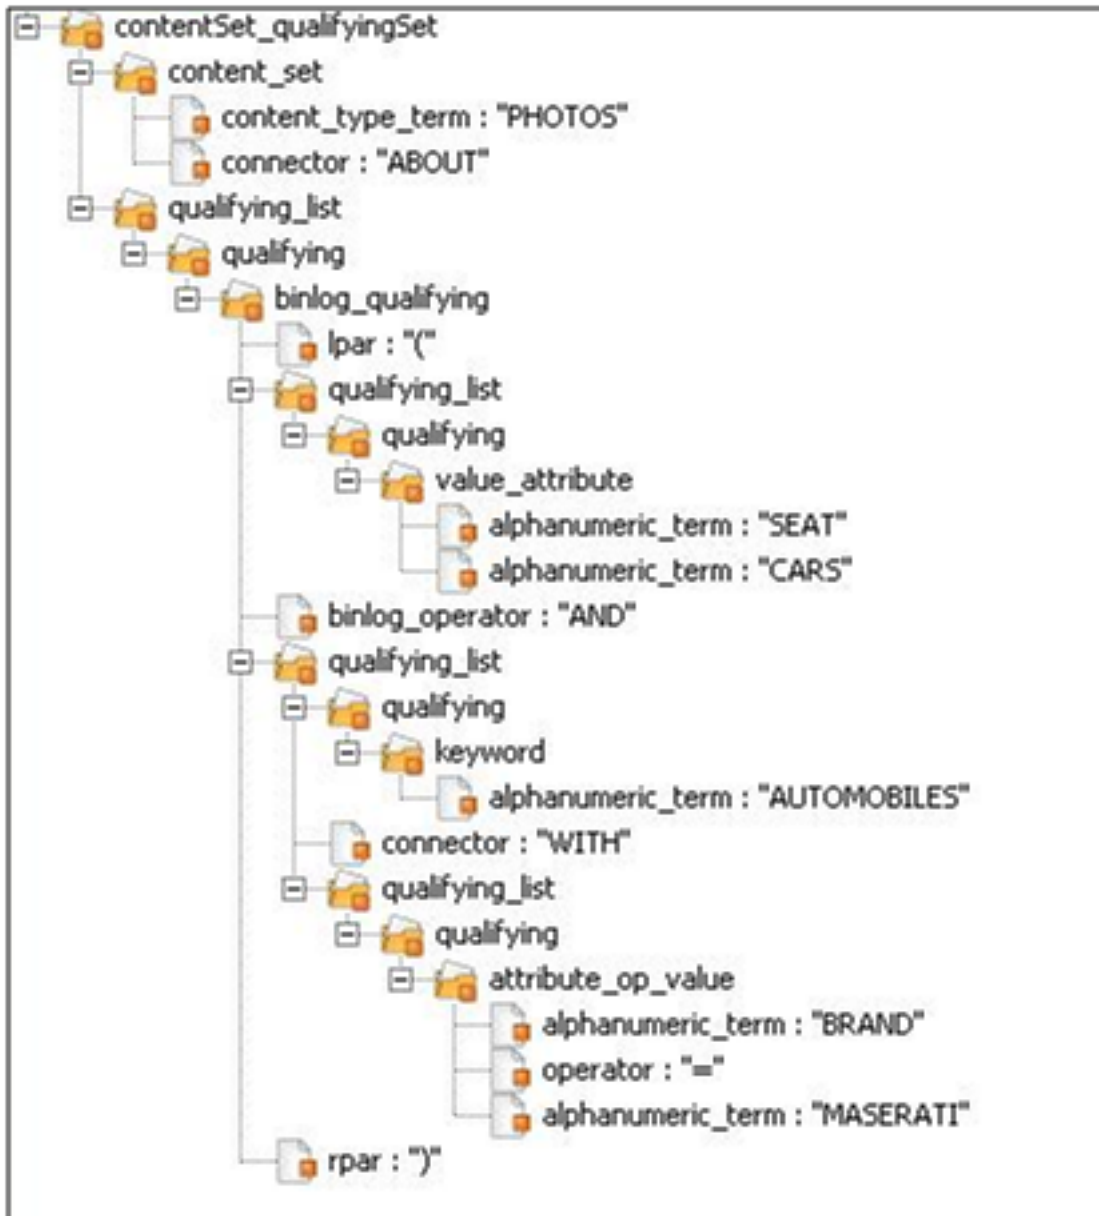 contentSet_qualifyingSet
content_set
content_type_term : "PHOTOS"
connector : "ABOUT"
qualifying_list
qualifying
binlog_qualifying
lpar : "("
qualifying_list
qualifying
value_attribute
alphanumeric_term : "SEAT"
alphanumeric_term : "CARS"
binlog_operator : "AND"
qualifying_list
qualifying
keyword
alphanumeric_term : "AUTOMOBILES"
connector : "WITH"
qualifying_list
qualifying
attribute_op_value
alphanumeric_term : "BRAND"
operator : "="
alphanumeric_term : "MASERATI"
rpar : ")"